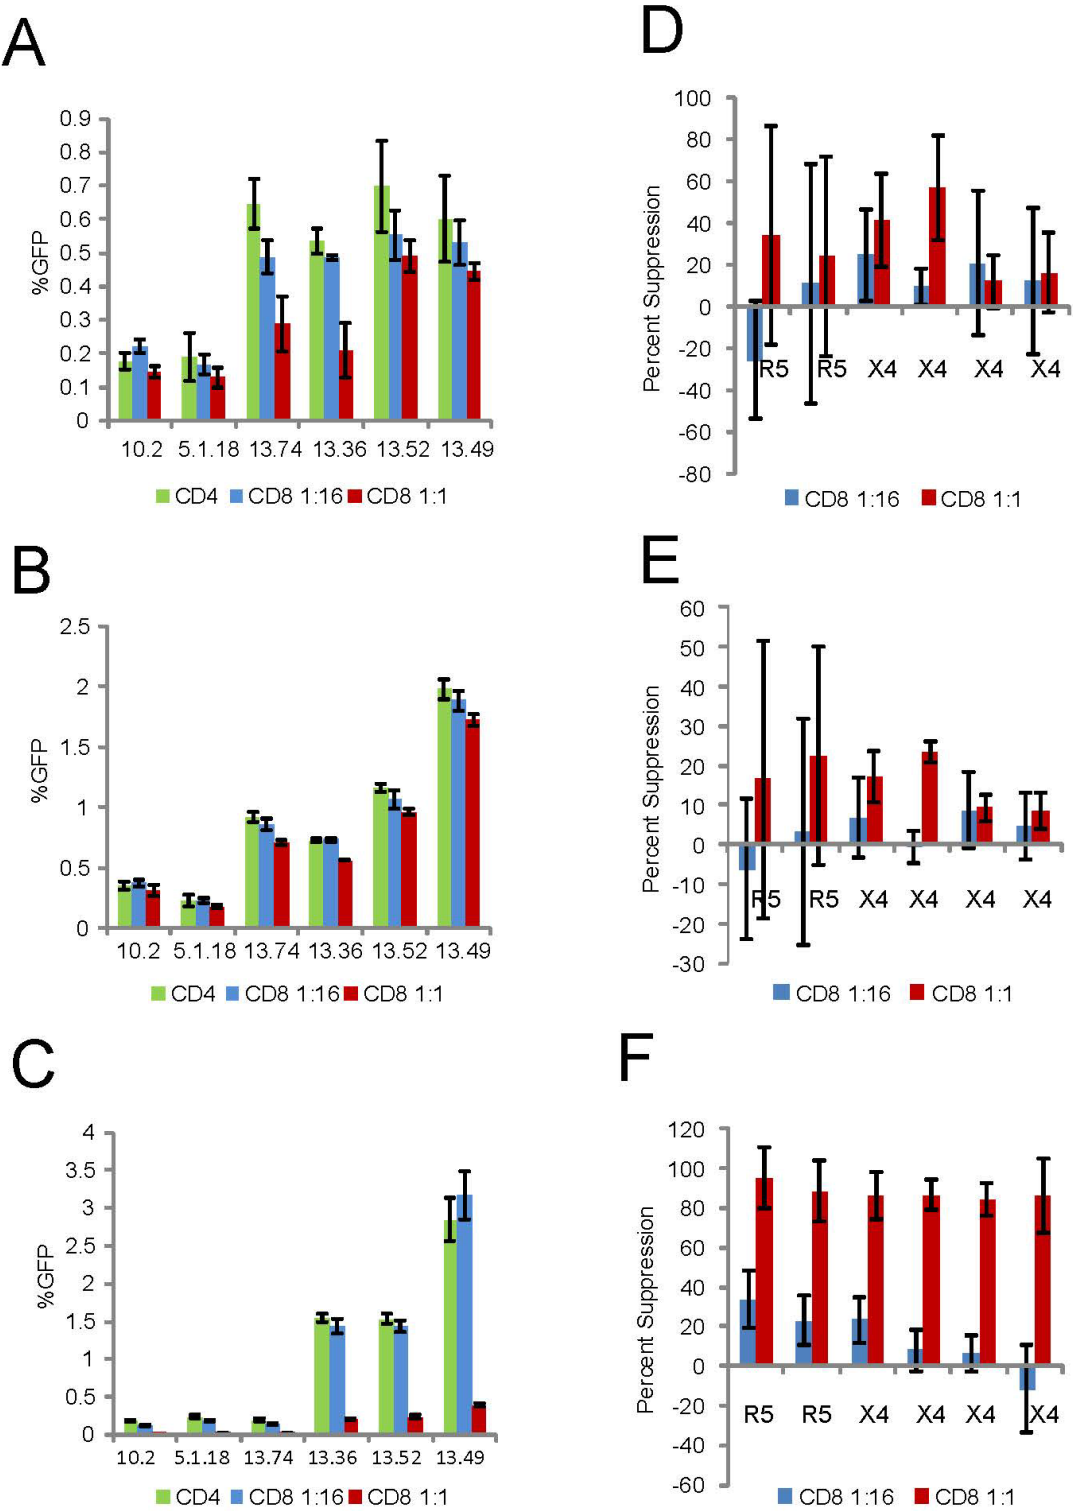 A
%GFP
0.9
0.8
0.7
0.6
0.5
0.4
0.3
0.2
0.1
0
10.2 5.1.18 13.74 13.36 13.52 13.49
CD4 CD8 1:16 CD8 1:1
D
Percent Suppression
100
80
60
40
20
0
-20
-40
-60
-80
R5 R5 X4 X4 X4 X4
CD8 1:16 CD8 1:1
B
%GFP
2.5
2
1.5
1
0.5
0
10.2 5.1.18 13.74 13.36 13.52 13.49
CD4 CD8 1:16 CD8 1:1
E
Percent Suppression
60
50
40
30
20
10
0
-10
-20
-30
R5 R5 X4 X4 X4 X4
CD8 1:16 CD8 1:1
C
%GFP
4
3.5
3
2.5
2
1.5
1
0.5
0
10.2 5.1.18 13.74 13.36 13.52 13.49
CD4 CD8 1:16 CD8 1:1
F
Percent Suppression
120
100
80
60
40
20
0
-20
-40
-60
R5 R5 X4 X4 X4 X4
CD8 1:16 CD8 1:1